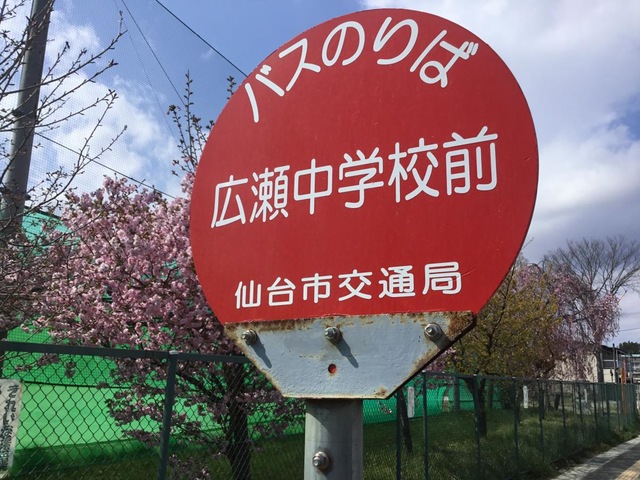 バスのりば
広瀬中学校前
仙台市交通局